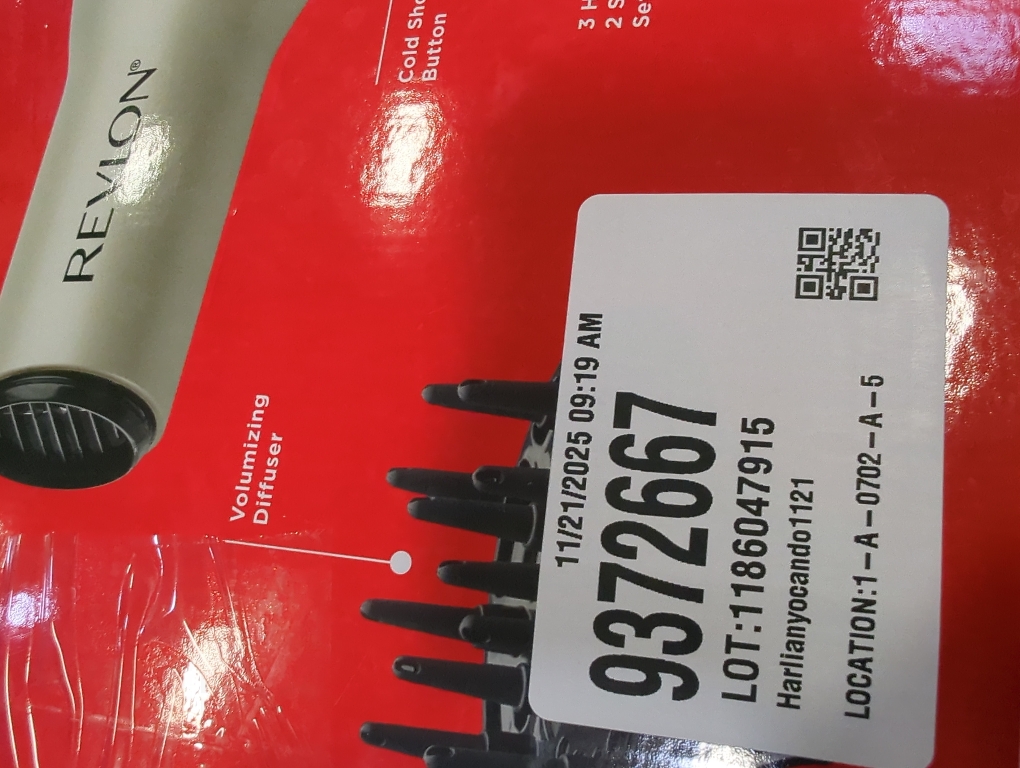 REVLON®
Cold Sho
Button
3 H
2 S
Se
Volumizing
Diffuser
11/21/2025 09:19 AM
9372667
LOT:1186047915
Harlianyocando1121
LOCATION:1-A-0702-A-5